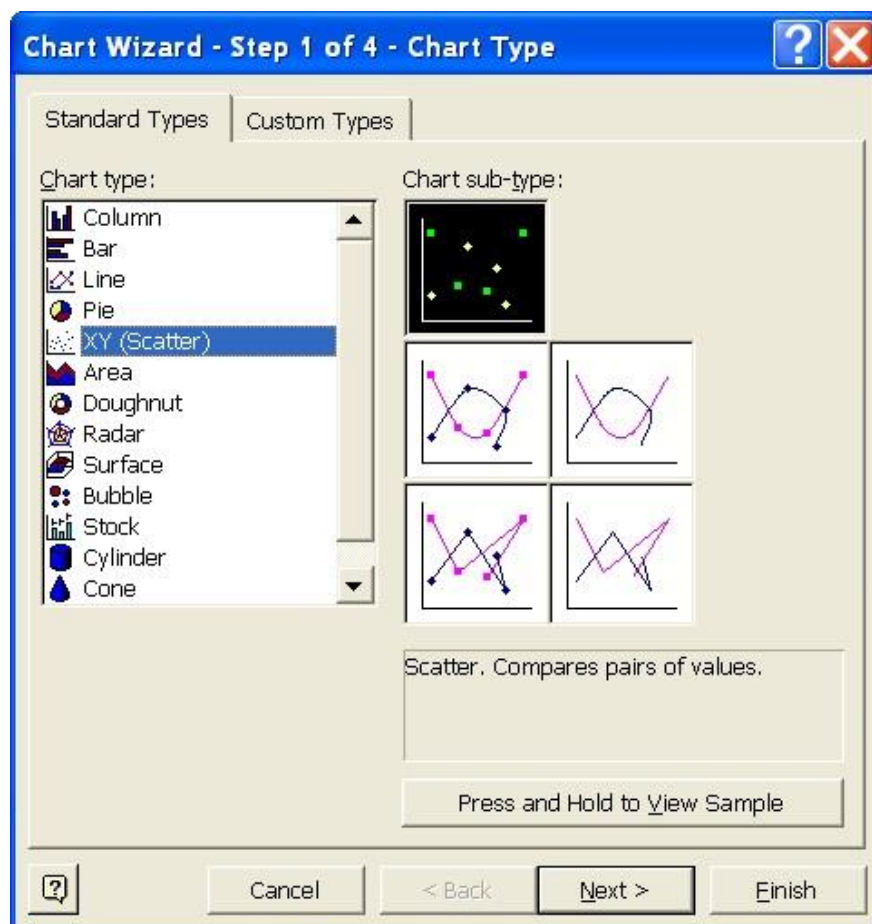 Chart Wizard - Step 1 of 4 - Chart Type
Standard Types
Custom Types
Chart type:
Column
Bar
Line
Pie
XY (Scatter)
Area
Doughnut
Radar
Surface
Bubble
Stock
Cylinder
Cone
Chart sub-type:
Scatter. Compares pairs of values.
Press and Hold to View Sample
Cancel
< Back
Next >
Finish